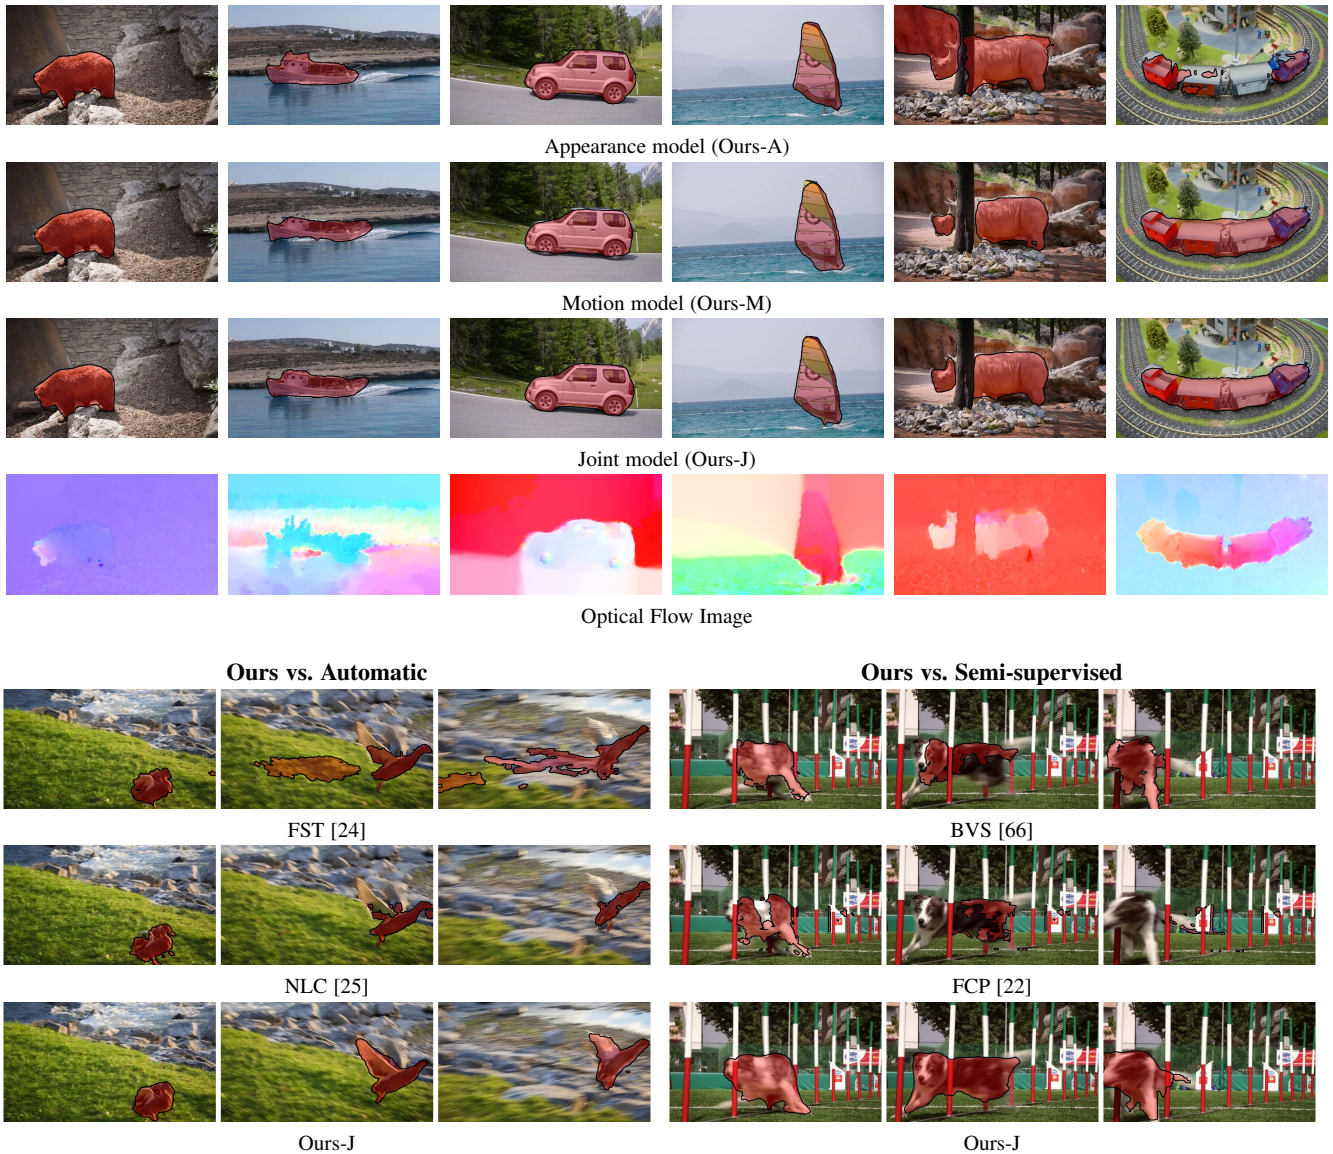 Appearance model (Ours-A)
Motion model (Ours-M)
Joint model (Ours-J)
Optical Flow Image
Ours vs. Automatic
Ours vs. Semi-supervised
FST [24]
BVS [66]
NLC [25]
FCP [22]
Ours-J
Ours-J